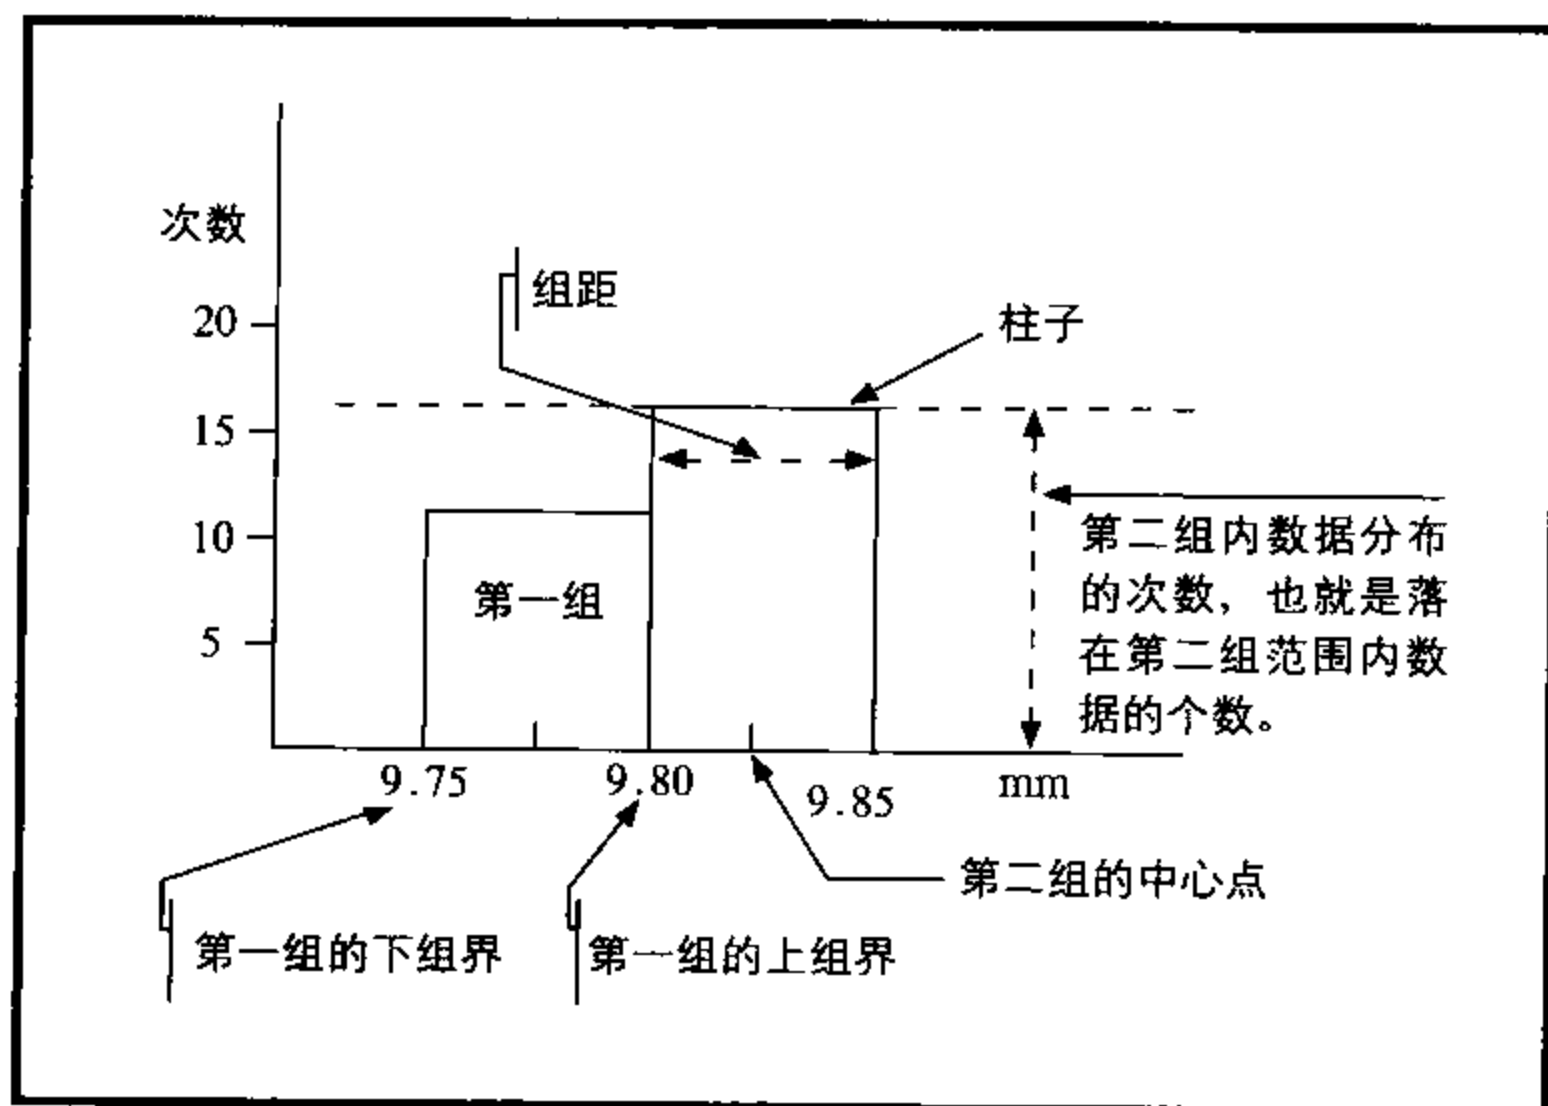 次数
组距
柱子
20
15
10
5
第一组
第二组内数据分布
的次数，也就是落
在第二组范围内数
据的个数。
9.75
9.80
9.85
mm
第二组的中心点
第一组的下组界
第一组的上组界